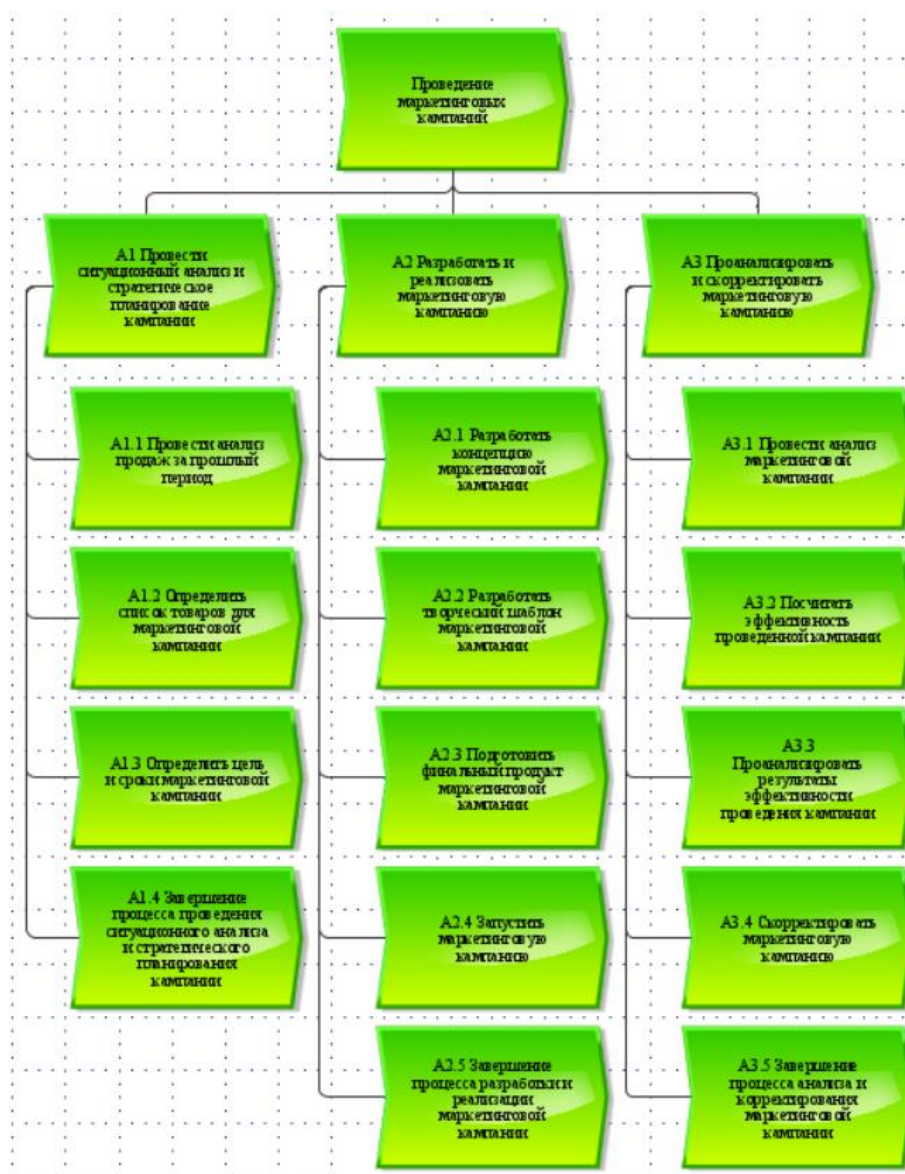 Проведение
маркетинговых
кампаний
А1 Провести
ситуационный анализ и
стратегическое
планирование
кампании
А2 Разработать и
реализовать
маркетинговую
кампанию
А3 Проанализировать
и скорректировать
маркетинговую
кампанию
А1.1 Провести анализ
продаж за прошлый
период
А2.1 Разработать
концепцию
маркетинговой
кампании
А3.1 Провести анализ
маркетинговой
кампании
А1.2 Определить
список товаров для
маркетинговой
кампании
А2.2 Разработать
творческий шаблон
маркетинговой
кампании
А3.2 Посчитать
эффективность
проведенной кампании
А1.3 Определить цель
и сроки маркетинговой
кампании
А2.3 Подготовить
финальный продукт
маркетинговой
кампании
А3.3
Проанализировать
результаты
эффективности
проведения кампании
А1.4 Завершение
процесса проведения
ситуационного анализа
и стратегического
планирования
кампании
А2.4 Запустить
маркетинговую
кампанию
А3.4 Скорректировать
маркетинговую
кампанию
А2.5 Завершение
процесса разработки и
реализации
маркетинговой
кампании
А3.5 Завершение
процесса анализа и
корректирования
маркетинговой
кампании